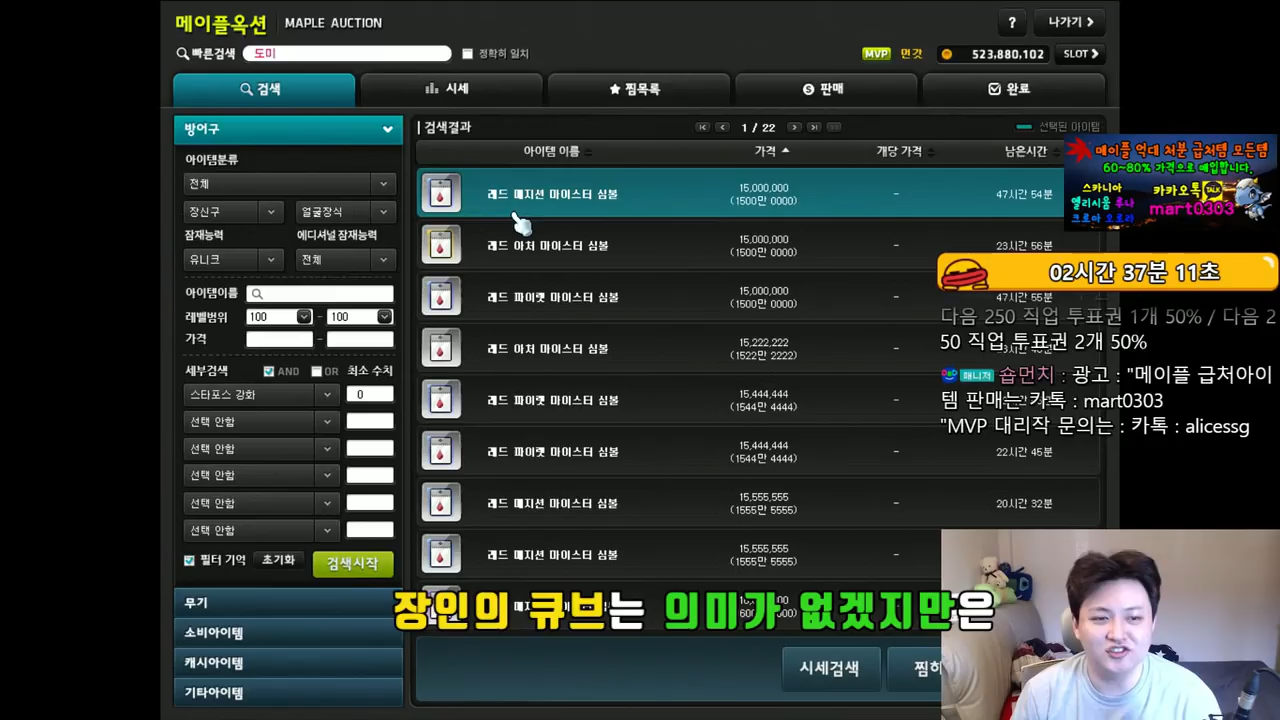 메이플옥션 MAPLE AUCTION
? 나가기
빠른검색 도미 정확히 일치
MVP 면갓 523,880,102 SLOT
검색 시세 찜목록 판매 완료
방어구
아이템분류
전체
장신구 얼굴장식
잠재능력 에디셔널 잠재능력
유니크 전체
아이템이름
레벨범위 100 - 100
가격 -
세부검색 AND OR 최소 수치
스타포스 강화 0
선택 안함
선택 안함
선택 안함
선택 안함
선택 안함
필터 기억 초기화 검색시작
무기
소비아이템
캐시아이템
기타아이템
검색결과 1 / 22 선택된 아이템
아이템 이름 가격 개당 가격 남은시간
레드 매지션 마이스터 심볼 15,000,000 (1500만 0000) - 47시간 54분
레드 아처 마이스터 심볼 15,000,000 (1500만 0000) - 23시간 56분
레드 파이렛 마이스터 심볼 15,000,000 (1500만 0000) - 47시간 55분
레드 아처 마이스터 심볼 15,222,222 (1522만 2222) -
레드 파이렛 마이스터 심볼 15,444,444 (1544만 4444) -
레드 파이렛 마이스터 심볼 15,444,444 (1544만 4444) - 22시간 45분
레드 매지션 마이스터 심볼 15,555,555 (1555만 5555) - 20시간 32분
레드 매지션 마이스터 심볼 15,555,555 (1555만 5555) -
시세검색 찜하
메이플 억대 처분 급처템 모든템
60~80% 가격으로 매입합니다.
스카니아 카카오톡 TALK
엘리시움 루나 mart0303
크로아 오로라
02시간 37분 11초
다음 250 직업 투표권 1개 50% / 다음 2
50 직업 투표권 2개 50%
매니저 숍먼치 : 광고 : "메이플 급처아이
템 판매는 카톡 : mart0303
"MVP 대리작 문의는 : 카톡 : alicessg
장인의 큐브는 의미가 없겠지만은